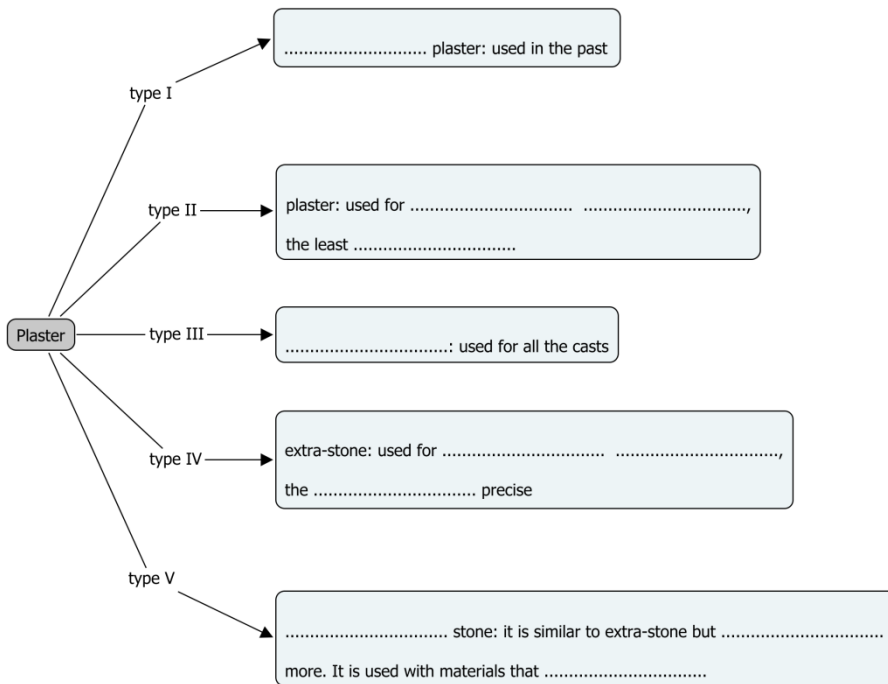 ............................. plaster: used in the past
type I
plaster: used for ................................. .................................,
type II
the least .................................
Plaster
type III
.................................: used for all the casts
extra-stone: used for ................................. .................................,
type IV
the ................................. precise
type V
................................. stone: it is similar to extra-stone but .................................
more. It is used with materials that .................................